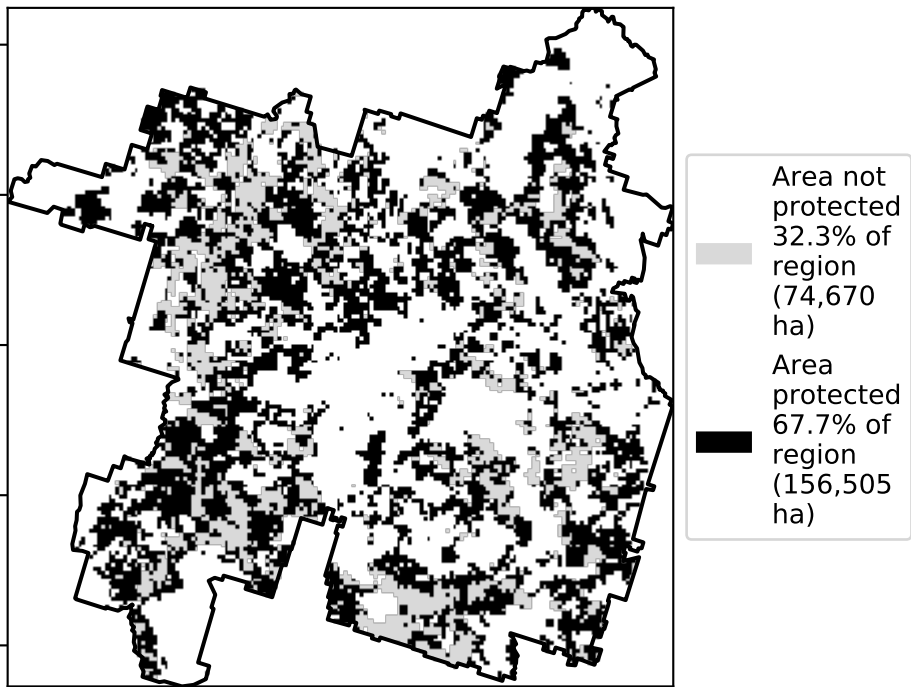 Area not
protected
32.3% of
region
(74,670
ha)
Area
protected
67.7% of
region
(156,505
ha)